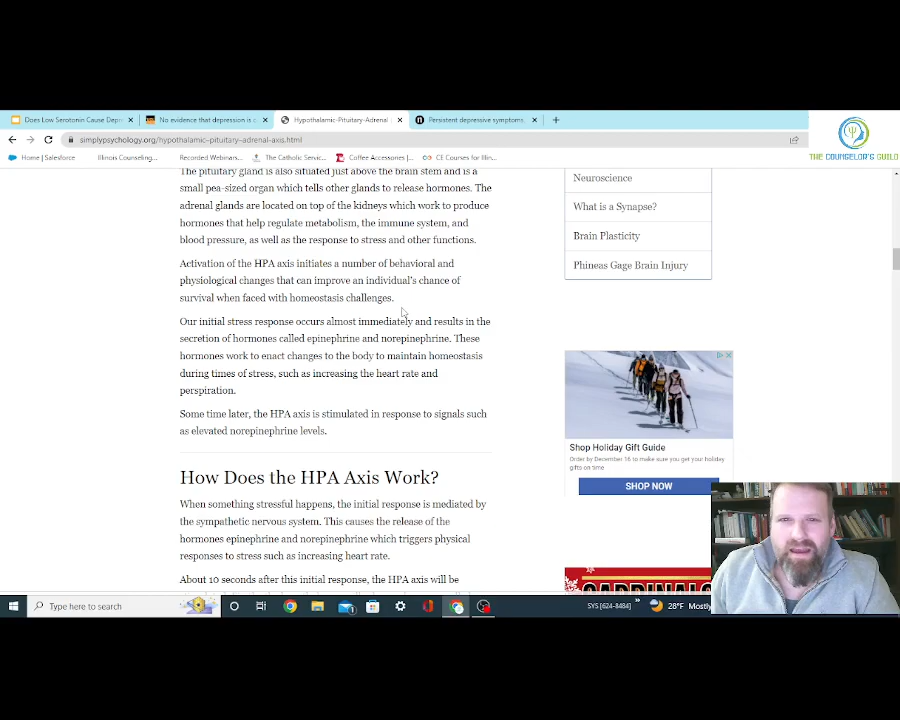 Does Low Serotonin Cause Depr
No evidence that depression is c
Hypothalamic-Pituitary-Adrenal
Persistent depressive symptoms
simplypsychology.org/hypothalamic-pituitary-adrenal-axis.html
THE COUNSELOR'S GUILD
Home | Salesforce
Illinois Counseling...
Recorded Webinars...
The Catholic Servic...
Coffee Accessories |...
CE Courses for Illin...
The pituitary gland is also situated just above the brain stem and is a
small pea-sized organ which tells other glands to release hormones. The
adrenal glands are located on top of the kidneys which work to produce
hormones that help regulate metabolism, the immune system, and
blood pressure, as well as the response to stress and other functions.
Activation of the HPA axis initiates a number of behavioral and
physiological changes that can improve an individual's chance of
survival when faced with homeostasis challenges.
Our initial stress response occurs almost immediately and results in the
secretion of hormones called epinephrine and norepinephrine. These
hormones work to enact changes to the body to maintain homeostasis
during times of stress, such as increasing the heart rate and
perspiration.
Some time later, the HPA axis is stimulated in response to signals such
as elevated norepinephrine levels.
How Does the HPA Axis Work?
When something stressful happens, the initial response is mediated by
the sympathetic nervous system. This causes the release of the
hormones epinephrine and norepinephrine which triggers physical
responses to stress such as increasing heart rate.
About 10 seconds after this initial response, the HPA axis will be
Neuroscience
What is a Synapse?
Brain Plasticity
Phineas Gage Brain Injury
Shop Holiday Gift Guide
Order by December 16 to make sure you get your holiday
gifts on time
SHOP NOW
CARDINALS
Type here to search
SYS [624-8484]
28°F Mostly